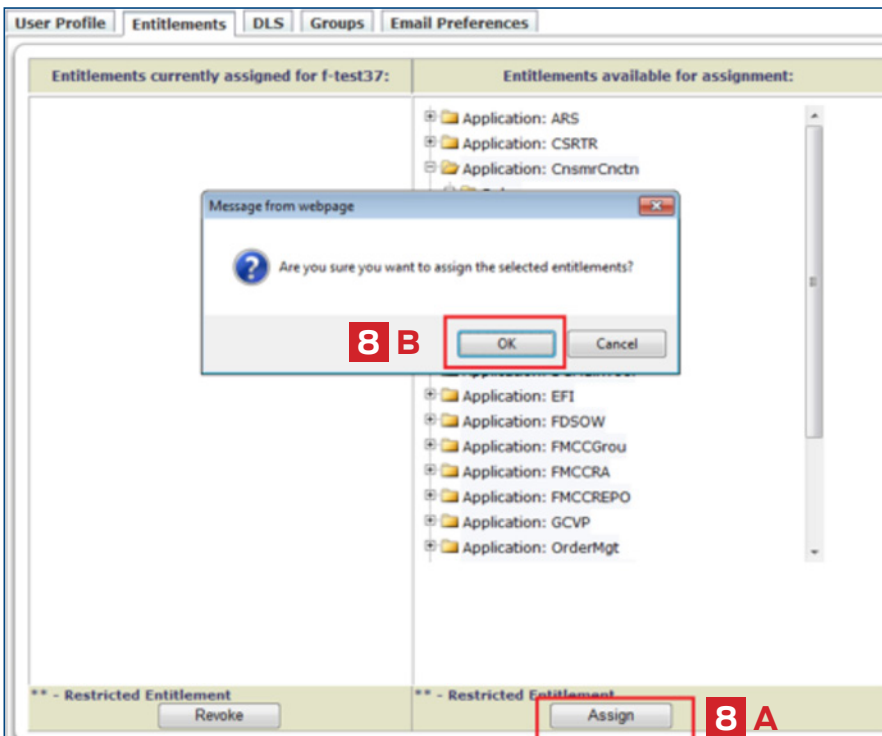 User Profile Entitlements DLS Groups Email Preferences
Entitlements currently assigned for f-test37: Entitlements available for assignment:
Application: ARS
Application: CSRTR
Application: CnsmrCnctn
Message from webpage
Are you sure you want to assign the selected entitlements?
8 B OK Cancel
Application: EFI
Application: FDSOW
Application: FMCCGrou
Application: FMCCRA
Application: FMCCREPO
Application: GCVP
Application: OrderMgt
** - Restricted Entitlement ** - Restricted Entitlement
Revoke Assign 8 A